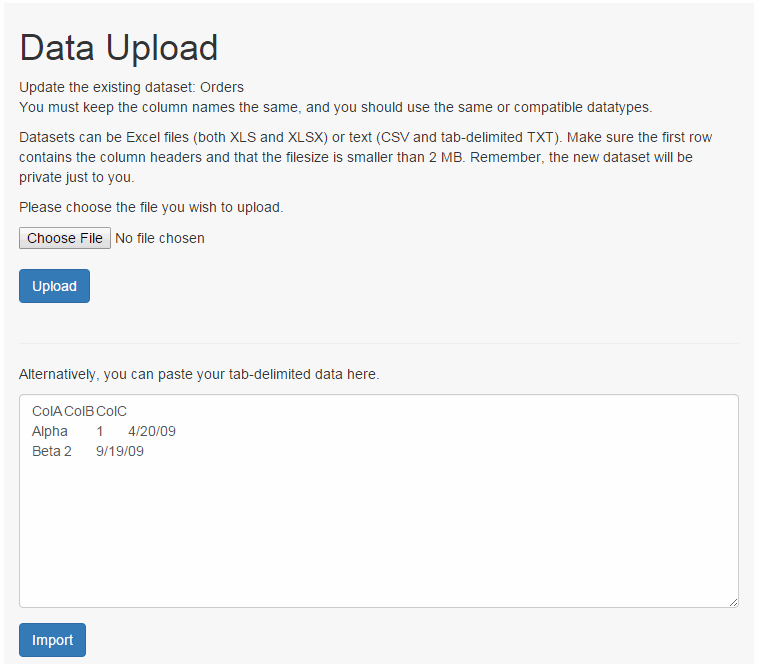 Data Upload
Update the existing dataset: Orders
You must keep the column names the same, and you should use the same or compatible datatypes.
Datasets can be Excel files (both XLS and XLSX) or text (CSV and tab-delimited TXT). Make sure the first row
contains the column headers and that the filesize is smaller than 2 MB. Remember, the new dataset will be
private just to you.
Please choose the file you wish to upload.
Choose File No file chosen
Upload
Alternatively, you can paste your tab-delimited data here.
ColA ColB ColC
Alpha 1 4/20/09
Beta 2 9/19/09
Import